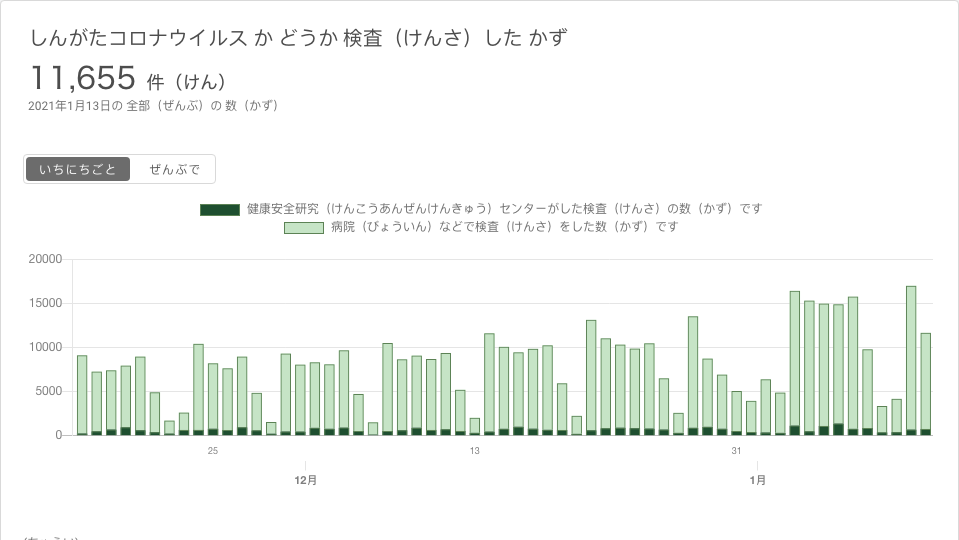 しんがたコロナウイルス か どうか 検査（けんさ）した かず
11,655 件（けん）
2021年1月13日の 全部（ぜんぶ）の 数（かず）
いちにちごと ぜんぶで
健康安全研究（けんこうあんぜんけんきゅう）センターがした検査（けんさ）の数（かず）です
病院（びょういん）などで検査（けんさ）をした数（かず）です
20000
15000
10000
5000
0
25 13 31
12月 1月